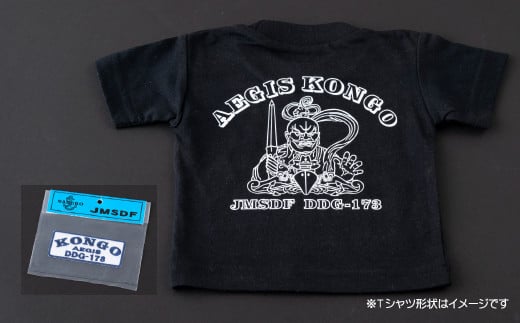 AEGIS KONGO
JMSDF DDG-173
JMSDF
KONGO
AEGIS
DDG-173
※Tシャツ形状はイメージです